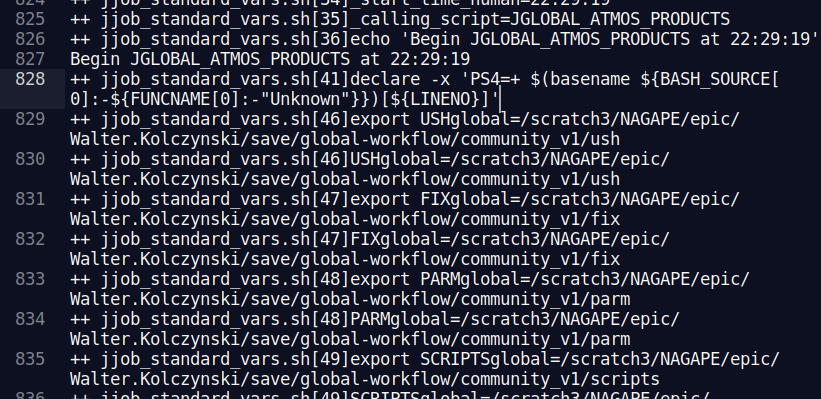 824 ++ jjob_standard_vars.sh[34]_start_time_human=22:29:19
825 ++ jjob_standard_vars.sh[35]_calling_script=JGLOBAL_ATMOS_PRODUCTS
826 ++ jjob_standard_vars.sh[36]echo 'Begin JGLOBAL_ATMOS_PRODUCTS at 22:29:19'
827 Begin JGLOBAL_ATMOS_PRODUCTS at 22:29:19
828 ++ jjob_standard_vars.sh[41]declare -x 'PS4=+ $(basename ${BASH_SOURCE[
0]:-${FUNCNAME[0]:-"Unknown"}})[${LINENO}]'
829 ++ jjob_standard_vars.sh[46]export USHglobal=/scratch3/NAGAPE/epic/
Walter.Kolczynski/save/global-workflow/community_v1/ush
830 ++ jjob_standard_vars.sh[46]USHglobal=/scratch3/NAGAPE/epic/
Walter.Kolczynski/save/global-workflow/community_v1/ush
831 ++ jjob_standard_vars.sh[47]export FIXglobal=/scratch3/NAGAPE/epic/
Walter.Kolczynski/save/global-workflow/community_v1/fix
832 ++ jjob_standard_vars.sh[47]FIXglobal=/scratch3/NAGAPE/epic/
Walter.Kolczynski/save/global-workflow/community_v1/fix
833 ++ jjob_standard_vars.sh[48]export PARMglobal=/scratch3/NAGAPE/epic/
Walter.Kolczynski/save/global-workflow/community_v1/parm
834 ++ jjob_standard_vars.sh[48]PARMglobal=/scratch3/NAGAPE/epic/
Walter.Kolczynski/save/global-workflow/community_v1/parm
835 ++ jjob_standard_vars.sh[49]export SCRIPTSglobal=/scratch3/NAGAPE/epic/
Walter.Kolczynski/save/global-workflow/community_v1/scripts
836 ++ jjob_standard_vars.sh[49]SCRIPTSglobal=/scratch3/NAGAPE/epic/